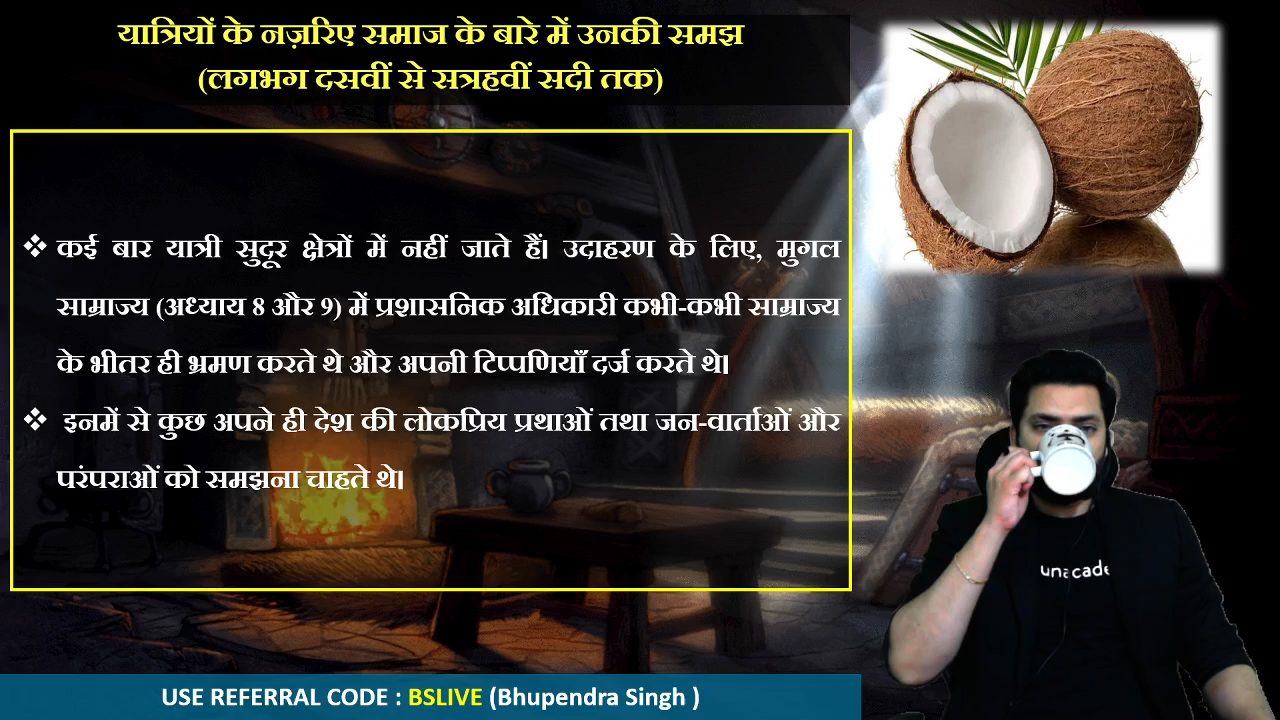 यात्रियों के नज़रिए समाज के बारे में उनकी समझ
(लगभग दसवीं से सत्रहवीं सदी तक)
❖ कई बार यात्री सुदूर क्षेत्रों में नहीं जाते हैं। उदाहरण के लिए, मुगल
साम्राज्य (अध्याय 8 और 9) में प्रशासनिक अधिकारी कभी-कभी साम्राज्य
के भीतर ही भ्रमण करते थे और अपनी टिप्पणियाँ दर्ज करते थे।
❖ इनमें से कुछ अपने ही देश की लोकप्रिय प्रथाओं तथा जन-वार्ताओं और
परंपराओं को समझना चाहते थे।
unacade
USE REFERRAL CODE : BSLIVE (Bhupendra Singh )